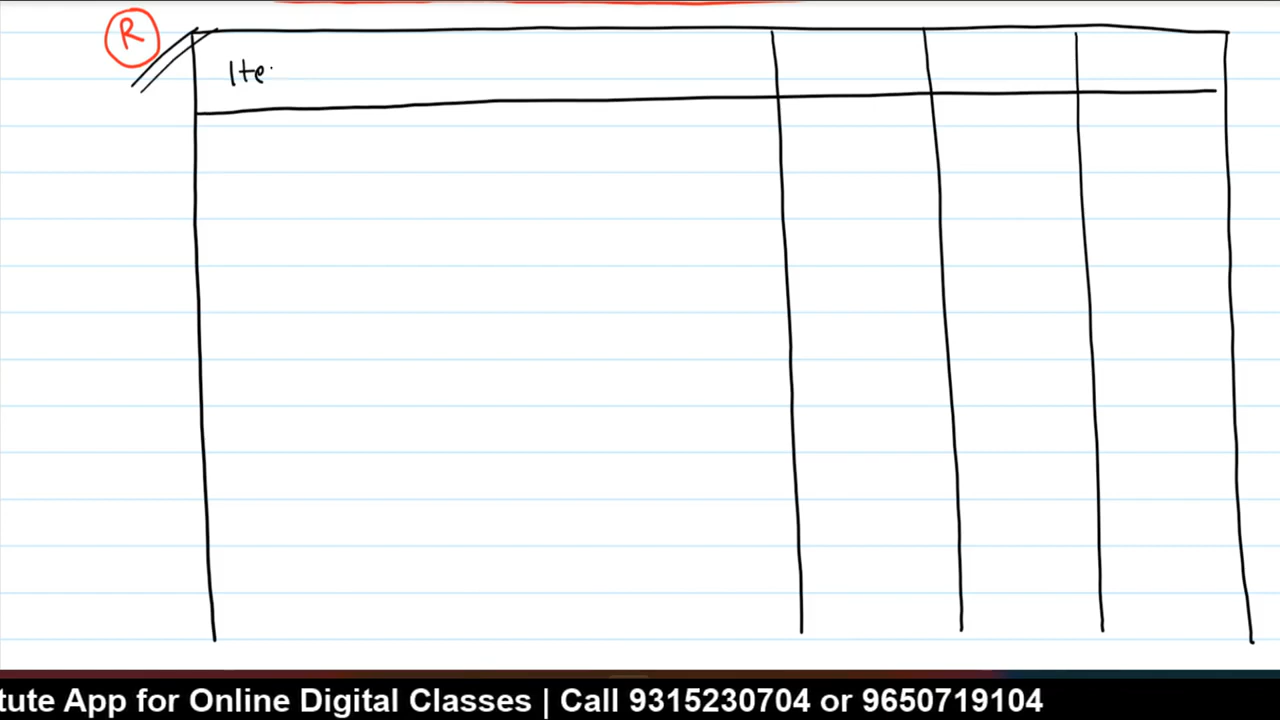 R
Ite
tute App for Online Digital Classes | Call 9315230704 or 9650719104